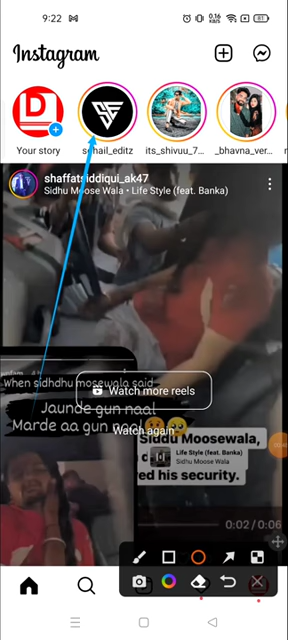 9:22
0.16
KB/S
81
Instagram
Your story
sohail_editz
its_shivuu_7...
_bhavna_ver...
shaffatsiddiqui_ak47
Sidhu Moose Wala • Life Style (feat. Banka)
When sidhdhu mosewala said
Watch more reels
Jaunde gun naal
Marde aa gun naal
Watch again
Siddu Moosewala,
Life Style (feat. Banka)
Sidhu Moose Wala
ed his security.
0:02 / 0:06